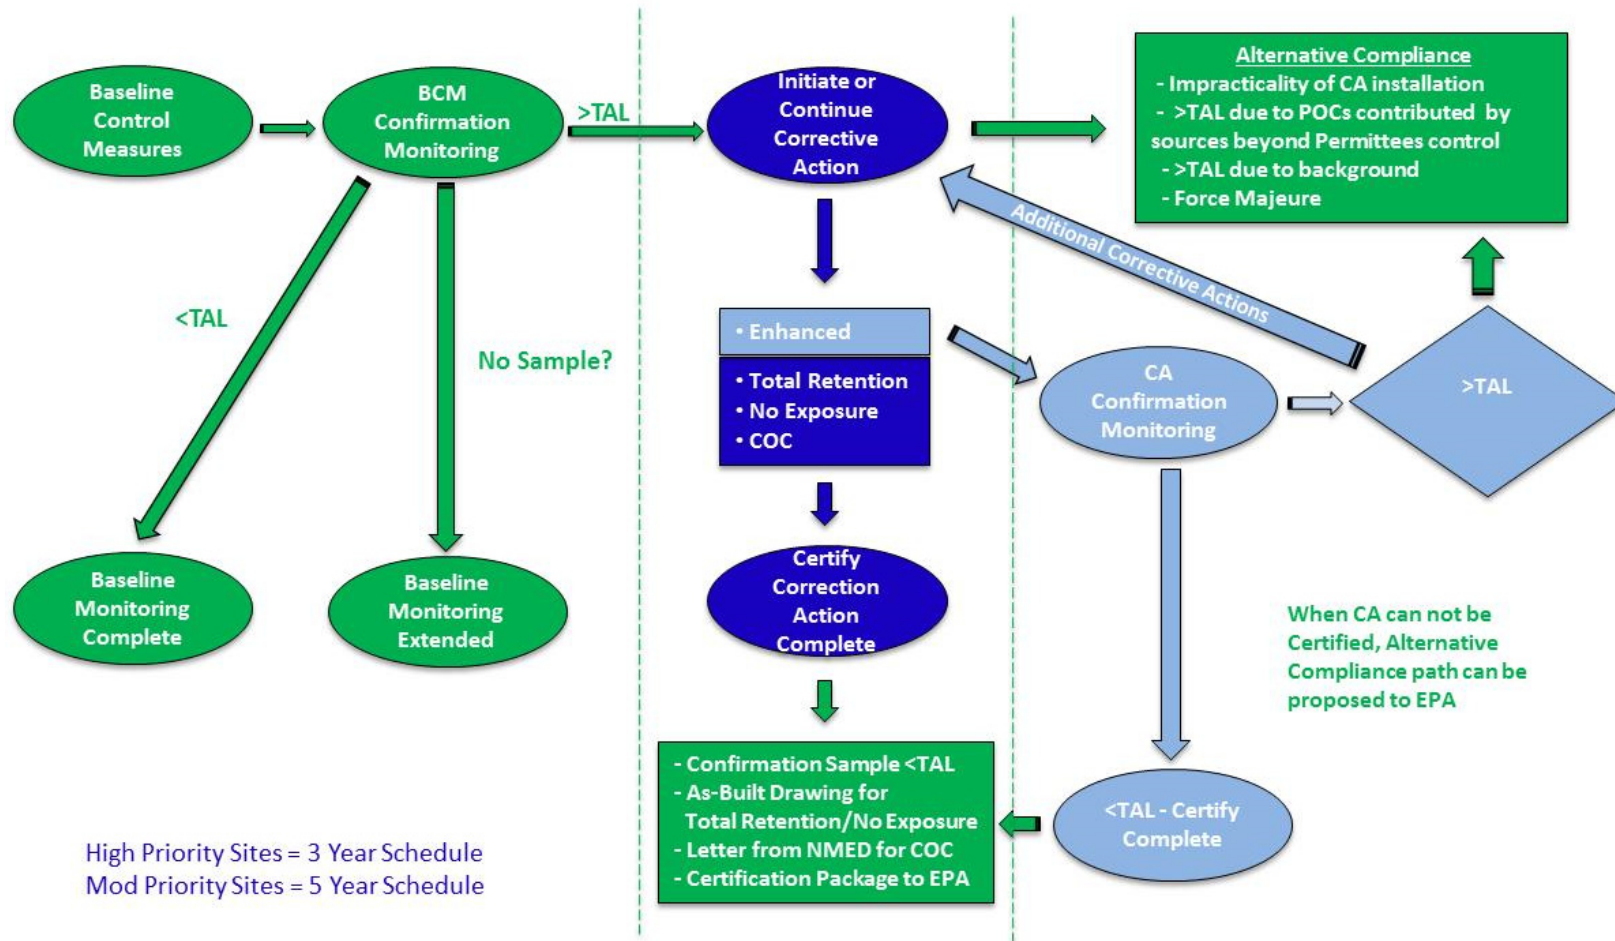 Baseline
Control
Measures
BCM
Confirmation
Monitoring
>TAL
Initiate or
Continue
Corrective
Action
Alternative Compliance
- Impracticality of CA installation
- >TAL due to POCs contributed by
sources beyond Permittees control
- >TAL due to background
- Force Majeure
Additional Corrective Actions
<TAL
No Sample?
• Enhanced
• Total Retention
• No Exposure
• COC
CA
Confirmation
Monitoring
>TAL
Baseline
Monitoring
Complete
Baseline
Monitoring
Extended
Certify
Correction
Action
Complete
When CA can not be
Certified, Alternative
Compliance path can be
proposed to EPA
- Confirmation Sample <TAL
- As-Built Drawing for
Total Retention/No Exposure
- Letter from NMED for COC
- Certification Package to EPA
<TAL - Certify
Complete
High Priority Sites = 3 Year Schedule
Mod Priority Sites = 5 Year Schedule